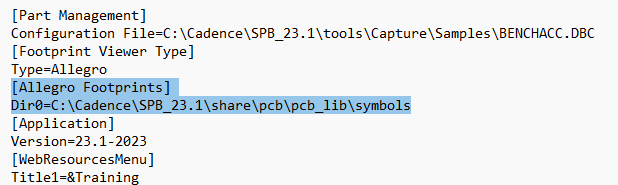 [Part Management]
Configuration File=C:\Cadence\SPB_23.1\tools\Capture\Samples\BENCHACC.DBC
[Footprint Viewer Type]
Type=Allegro
[Allegro Footprints]
Dir0=C:\Cadence\SPB_23.1\share\pcb\pcb_lib\symbols
[Application]
Version=23.1-2023
[WebResourcesMenu]
Title1=&Training